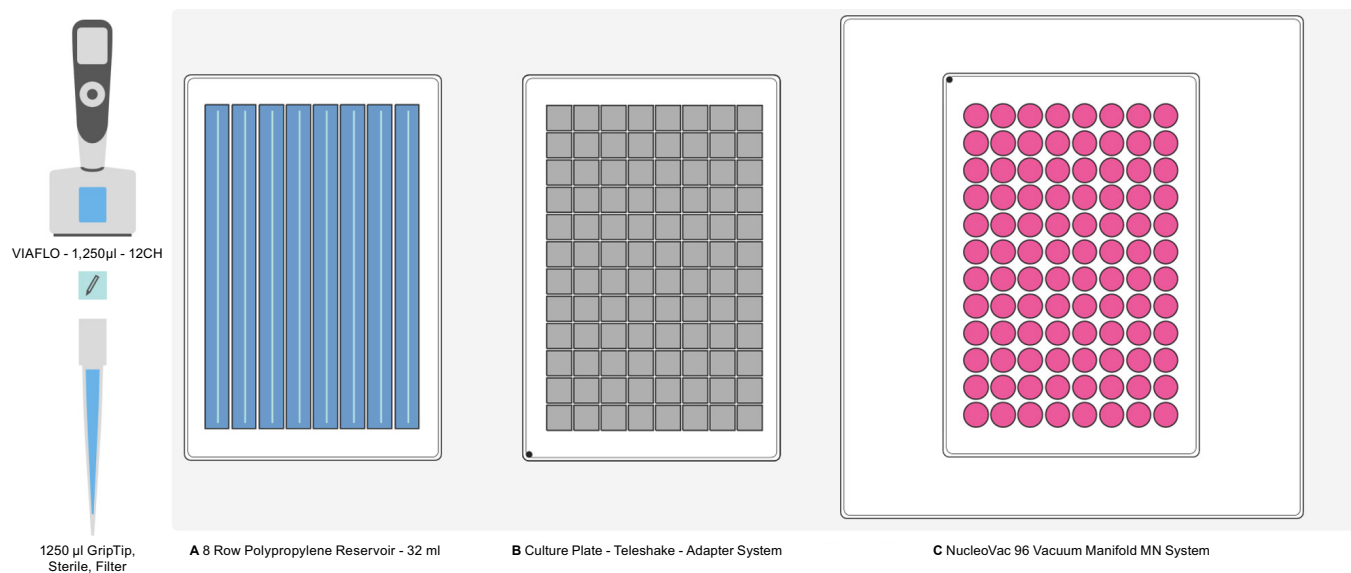 VIAFLO - 1,250µl - 12CH
1250 µl GripTip,
Sterile, Filter
A 8 Row Polypropylene Reservoir - 32 ml
B Culture Plate - Teleshake - Adapter System
C NucleoVac 96 Vacuum Manifold MN System